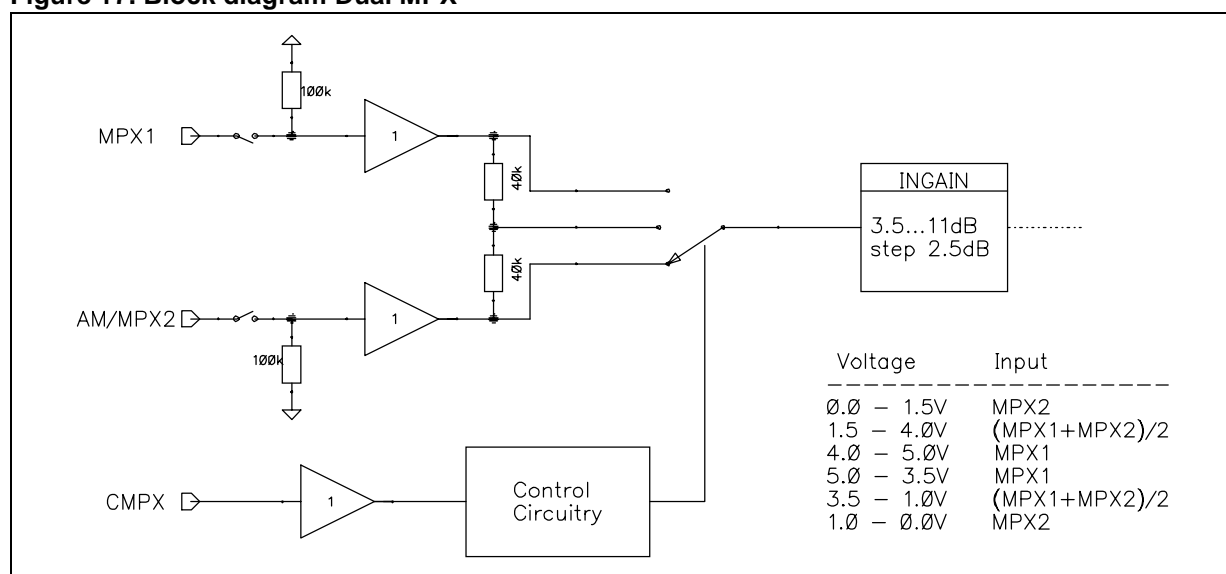 Figure 17. Block diagram Dual MPX
100k
MPX1
1
40k
INGAIN
3.5...11dB
step 2.5dB
40k
AM/MPX2
1
100k
Voltage Input
0.0 – 1.5V MPX2
1.5 – 4.0V (MPX1+MPX2)/2
4.0 – 5.0V MPX1
5.0 – 3.5V MPX1
3.5 – 1.0V (MPX1+MPX2)/2
1.0 – 0.0V MPX2
CMPX
1
Control
Circuitry